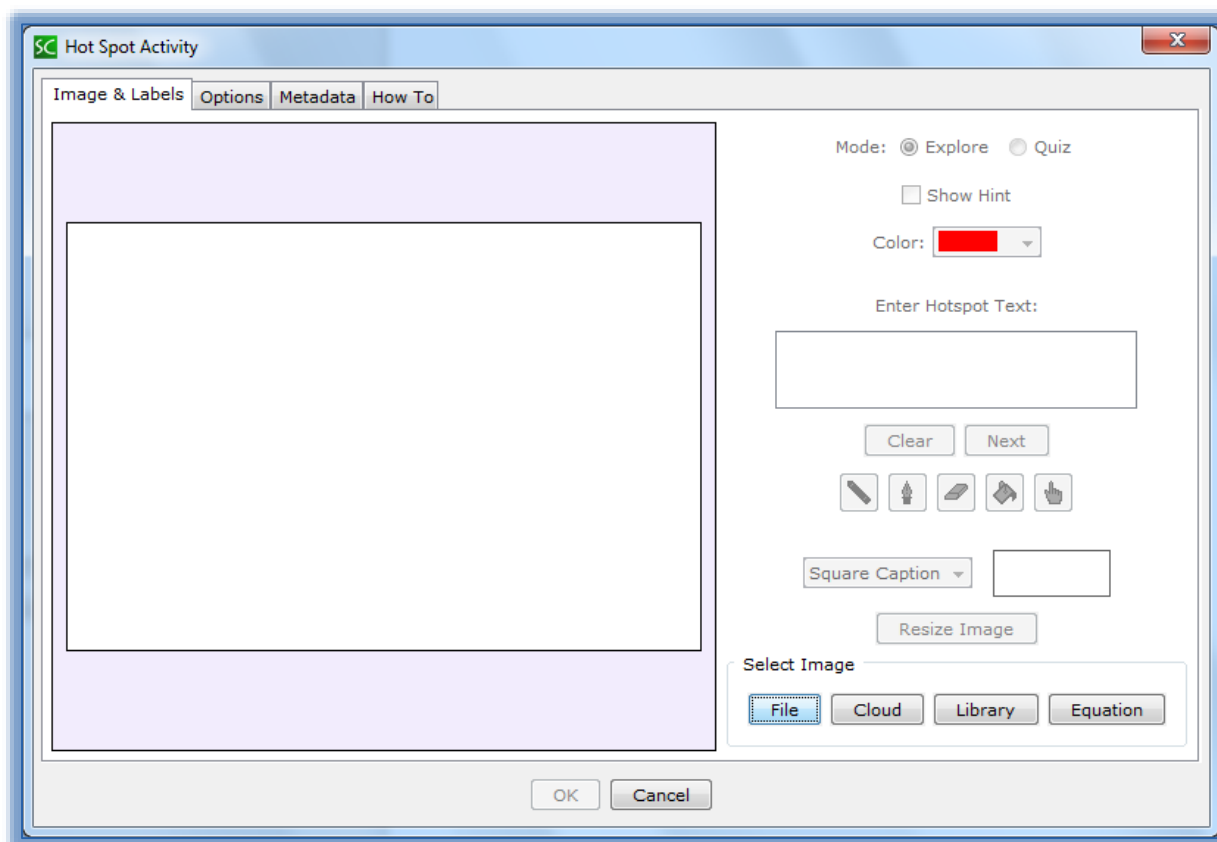 SC Hot Spot Activity
Image & Labels Options Metadata How To
Mode: Explore Quiz
Show Hint
Color:
Enter Hotspot Text:
Clear Next
Square Caption
Resize Image
Select Image
File Cloud Library Equation
OK Cancel